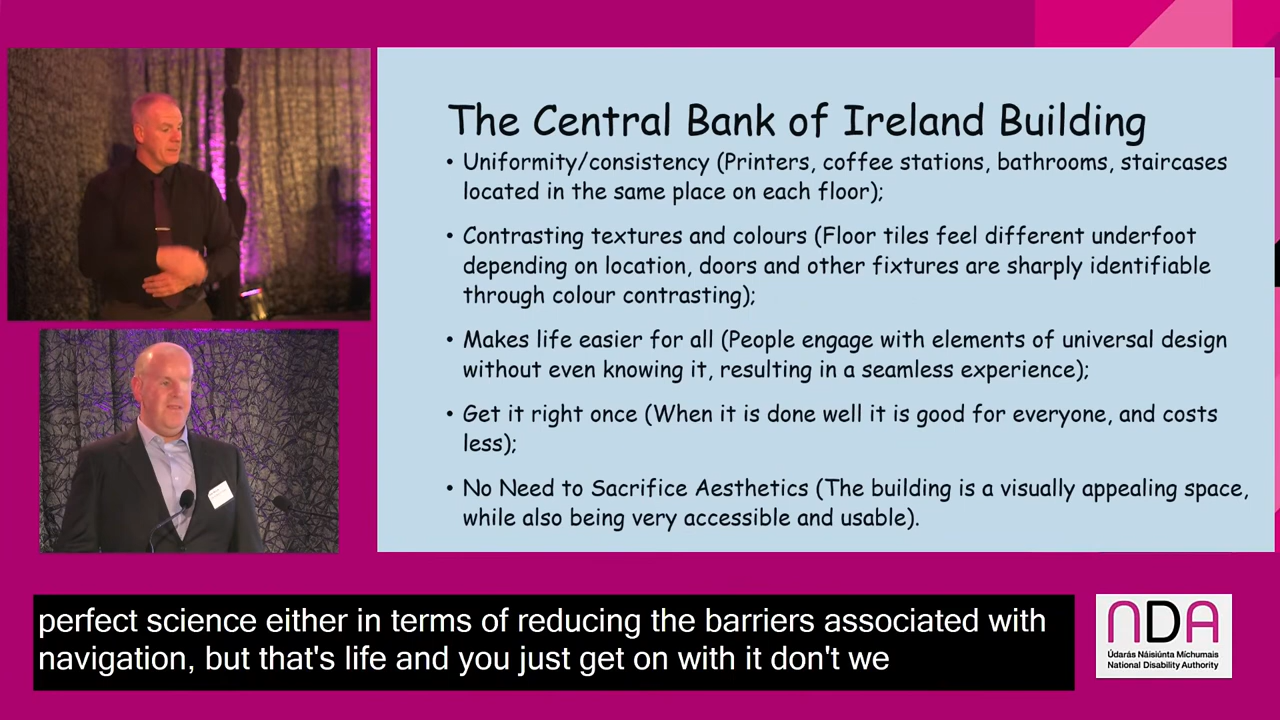 The Central Bank of Ireland Building
• Uniformity/consistency (Printers, coffee stations, bathrooms, staircases
located in the same place on each floor);
• Contrasting textures and colours (Floor tiles feel different underfoot
depending on location, doors and other fixtures are sharply identifiable
through colour contrasting);
• Makes life easier for all (People engage with elements of universal design
without even knowing it, resulting in a seamless experience);
• Get it right once (When it is done well it is good for everyone, and costs
less);
• No Need to Sacrifice Aesthetics (The building is a visually appealing space,
while also being very accessible and usable).
perfect science either in terms of reducing the barriers associated with
navigation, but that's life and you just get on with it don't we
NDA
Údarás Náisiúnta Míchumais
National Disability Authority